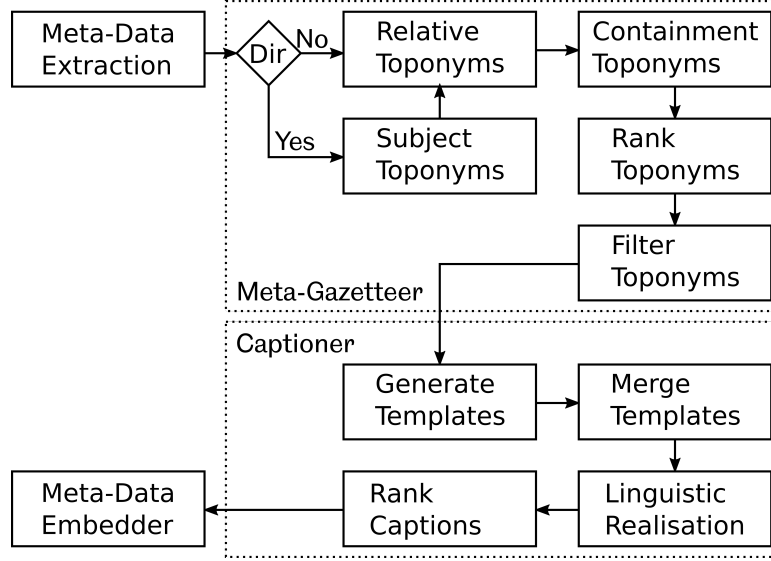 Meta-Data
Extraction
Dir
No
Relative
Toponyms
Containment
Toponyms
Yes
Subject
Toponyms
Rank
Toponyms
Filter
Toponyms
Meta-Gazetteer
Captioner
Generate
Templates
Merge
Templates
Meta-Data
Embedder
Rank
Captions
Linguistic
Realisation